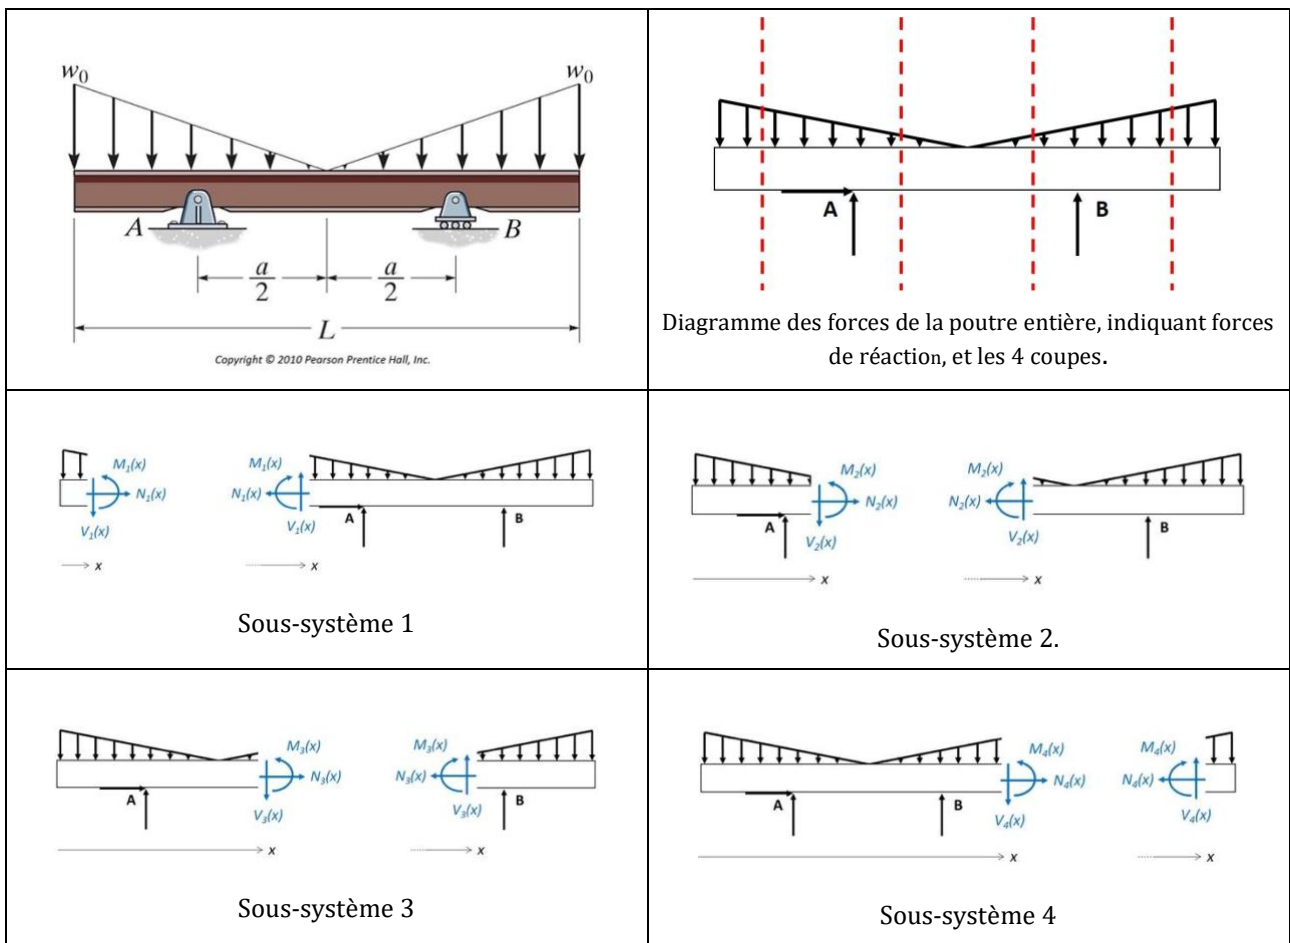 w₀ w₀
A B
a/2 a/2
L
Copyright © 2010 Pearson Prentice Hall, Inc.
A B
Diagramme des forces de la poutre entière, indiquant forces
de réaction, et les 4 coupes.
M₁(x) M₁(x)
N₁(x) N₁(x)
V₁(x) V₁(x)
A B
x x
Sous-système 1
M₂(x) M₂(x)
N₂(x) N₂(x)
V₂(x) V₂(x)
A B
x x
Sous-système 2.
M₃(x) M₃(x)
N₃(x) N₃(x)
V₃(x) V₃(x)
A B
x x
Sous-système 3
M₄(x) M₄(x)
N₄(x) N₄(x)
V₄(x) V₄(x)
A B
x x
Sous-système 4